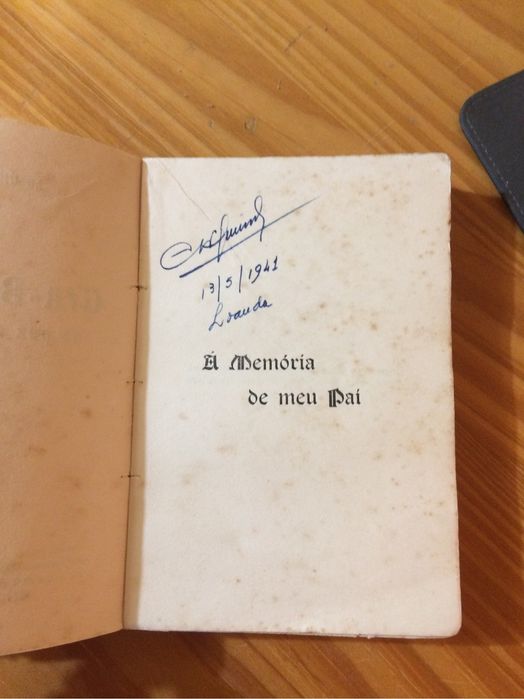 13/5/1941
Loanda
Á Memória
de meu Pai